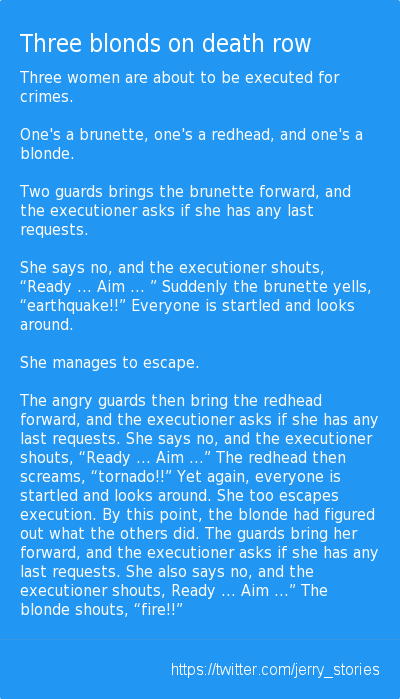 Three blonds on death row
Three women are about to be executed for
crimes.
One's a brunette, one's a redhead, and one's a
blonde.
Two guards brings the brunette forward, and
the executioner asks if she has any last
requests.
She says no, and the executioner shouts,
“Ready … Aim … ” Suddenly the brunette yells,
“earthquake!!” Everyone is startled and looks
around.
She manages to escape.
The angry guards then bring the redhead
forward, and the executioner asks if she has any
last requests. She says no, and the executioner
shouts, “Ready … Aim …” The redhead then
screams, “tornado!!” Yet again, everyone is
startled and looks around. She too escapes
execution. By this point, the blonde had figured
out what the others did. The guards bring her
forward, and the executioner asks if she has any
last requests. She also says no, and the
executioner shouts, Ready … Aim …” The
blonde shouts, “fire!!”
https://twitter.com/jerry_stories